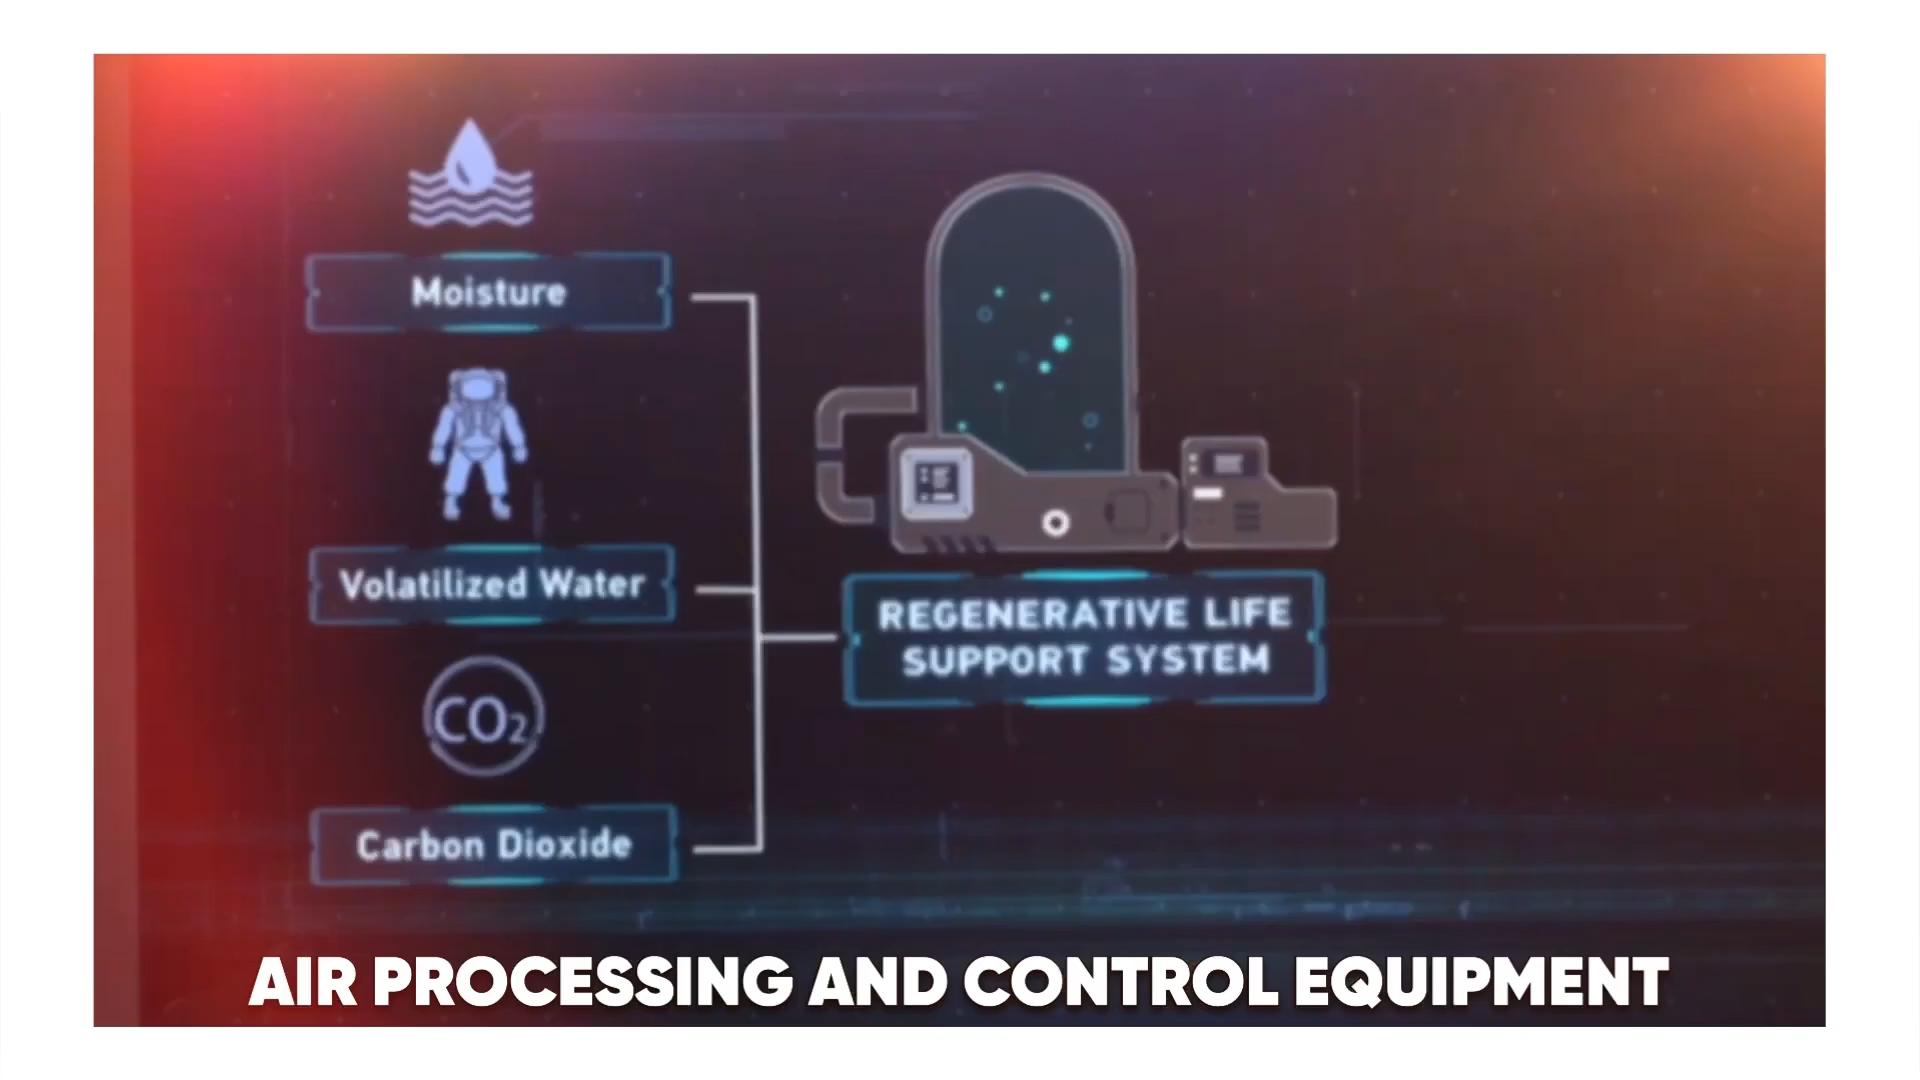 Moisture
Volatilized Water
CO₂
Carbon Dioxide
REGENERATIVE LIFE
SUPPORT SYSTEM
AIR PROCESSING AND CONTROL EQUIPMENT